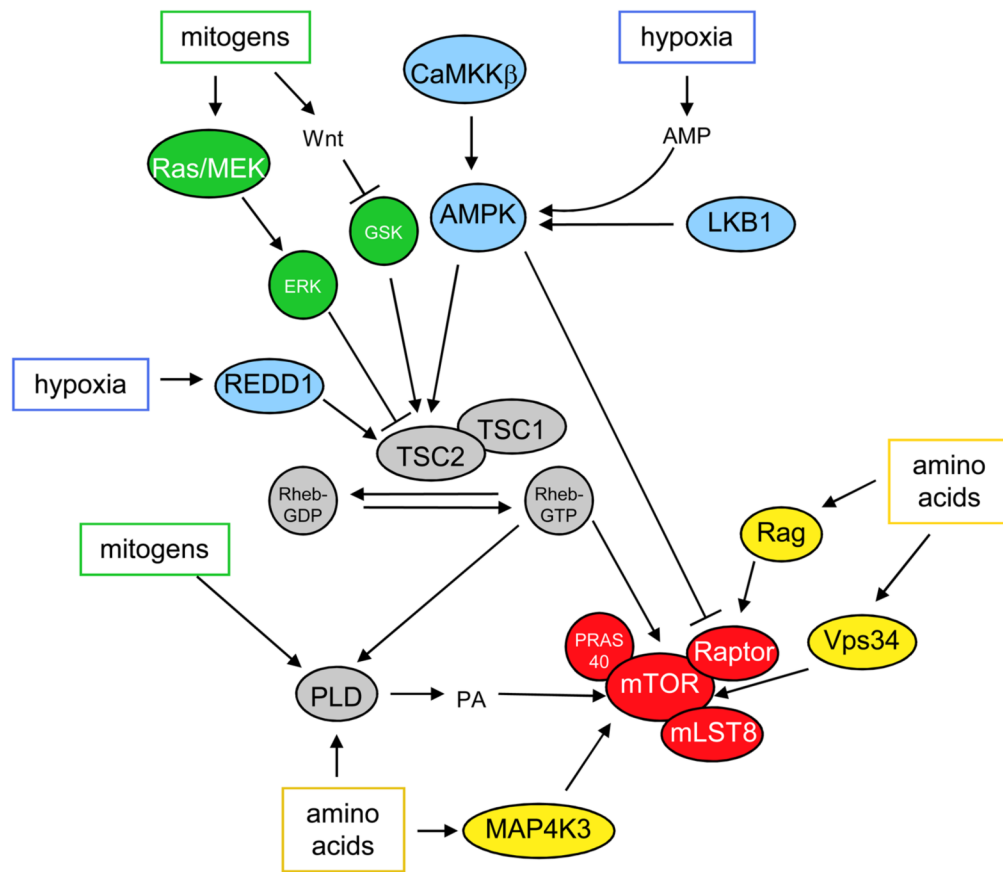 mitogens
hypoxia
CaMKKβ
Wnt
AMP
Ras/MEK
AMPK
LKB1
GSK
ERK
hypoxia
REDD1
TSC1
TSC2
amino
acids
Rheb-
GDP
Rheb-
GTP
Rag
mitogens
PRAS
40
Raptor
Vps34
mTOR
PLD
PA
mLST8
amino
acids
MAP4K3